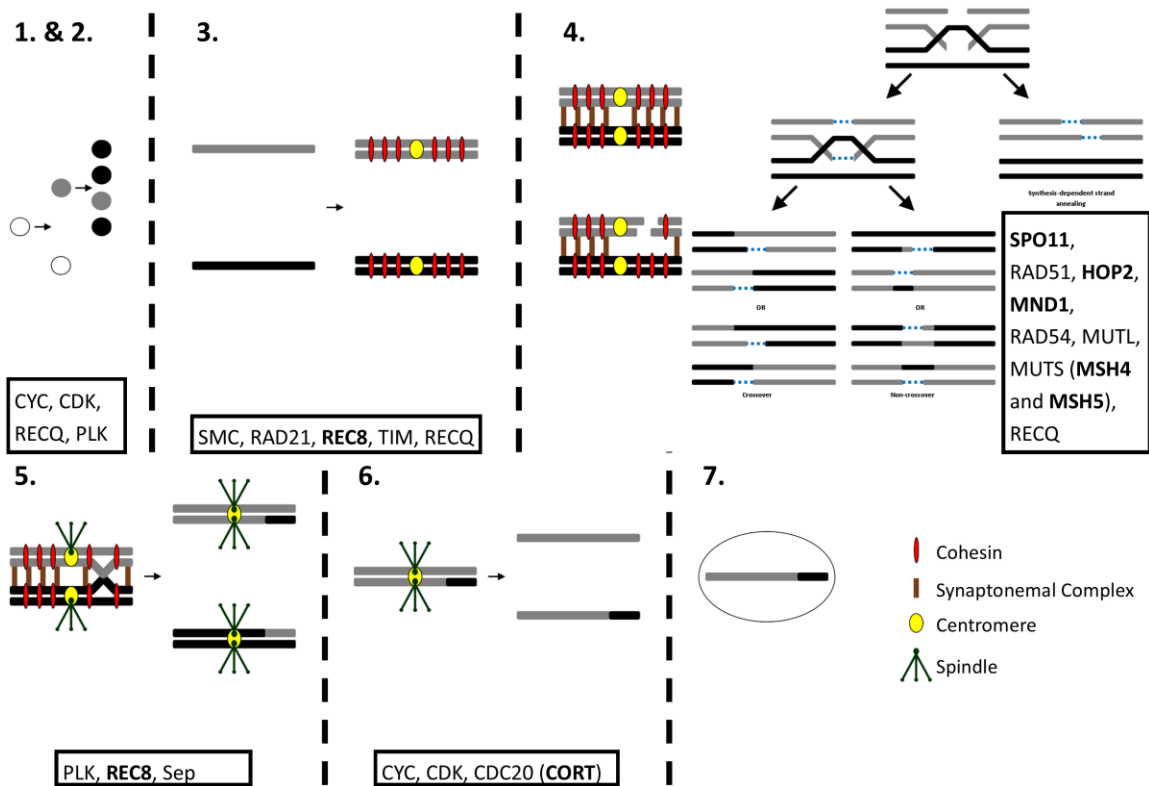 1. & 2.
CYC, CDK,
RECQ, PLK
3.
SMC, RAD21, REC8, TIM, RECQ
4.
Synthesis-dependent strand
annealing
OR
OR
Crossover
Non-crossover
SPO11,
RAD51, HOP2,
MND1,
RAD54, MUTL,
MUTS (MSH4
and MSH5),
RECQ
5.
PLK, REC8, Sep
6.
CYC, CDK, CDC20 (CORT)
7.
Cohesin
Synaptonemal Complex
Centromere
Spindle